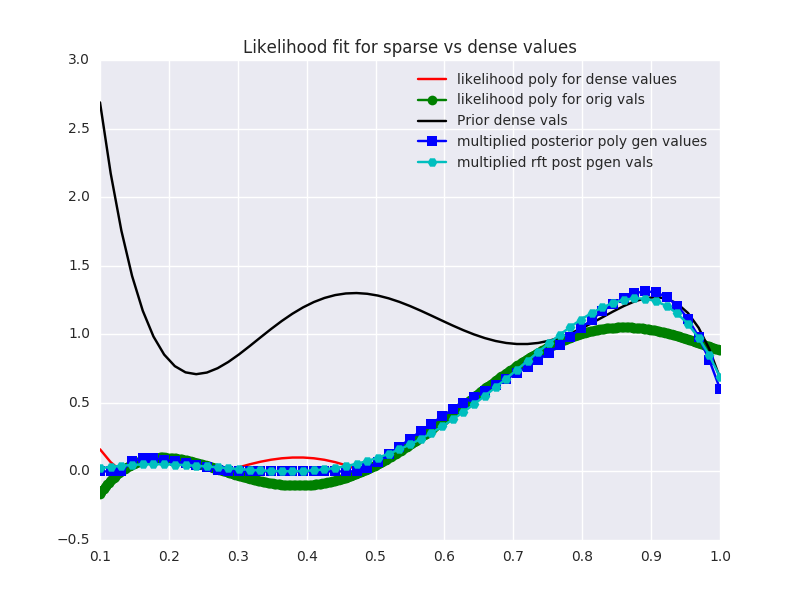 Likelihood fit for sparse vs dense values
3.0
2.5
2.0
1.5
1.0
0.5
0.0
−0.5
likelihood poly for dense values
likelihood poly for orig vals
Prior dense vals
multiplied posterior poly gen values
multiplied rft post pgen vals
0.1 0.2 0.3 0.4 0.5 0.6 0.7 0.8 0.9 1.0